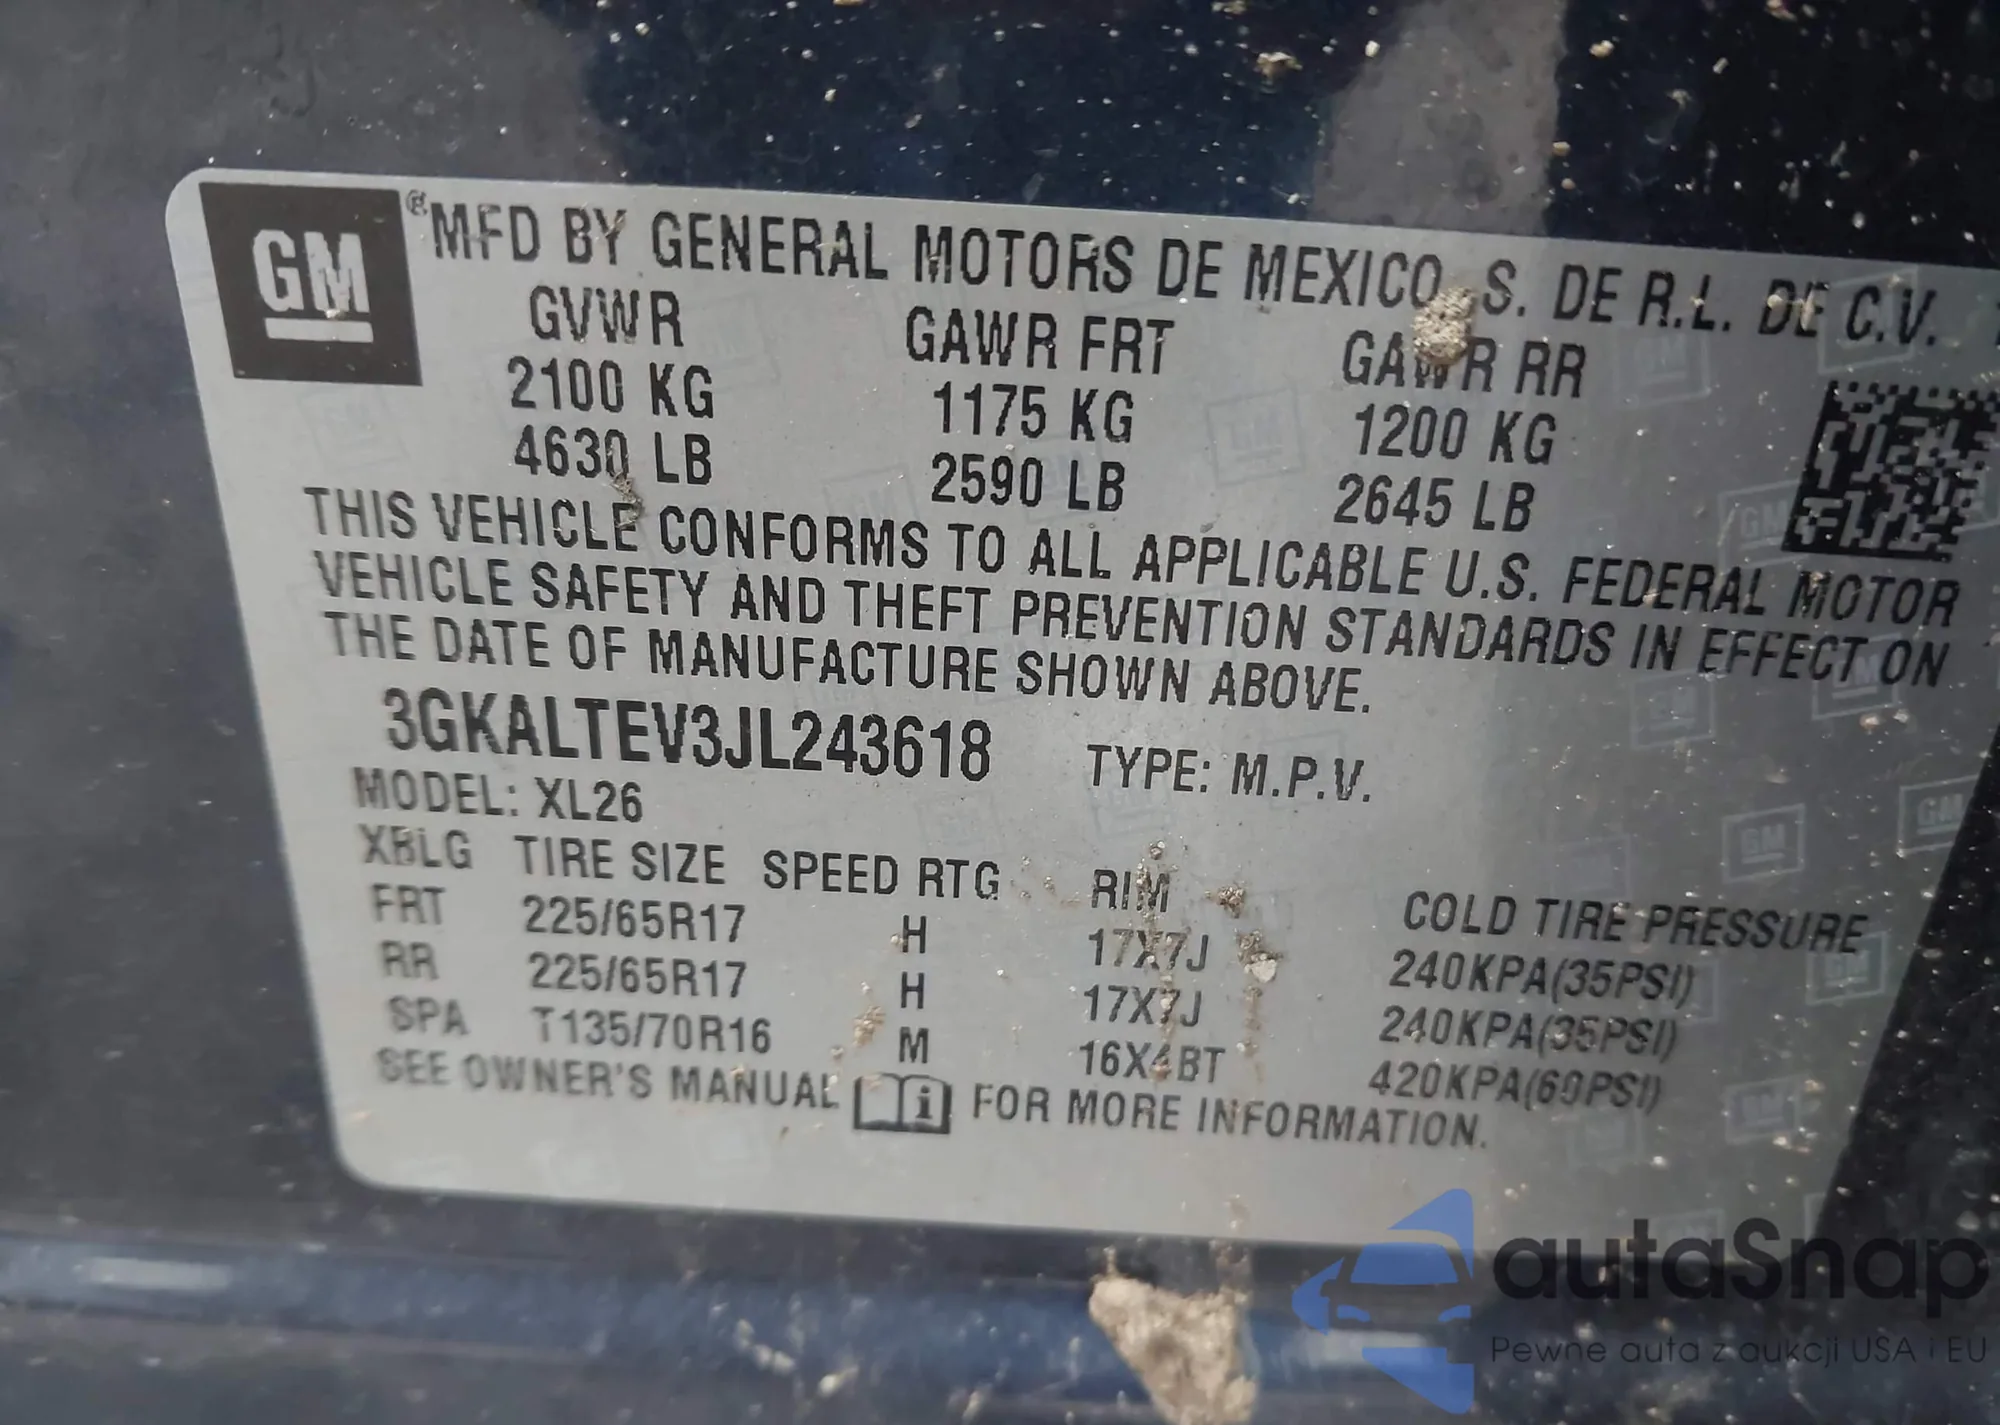 GM
®MFD BY GENERAL MOTORS DE MEXICO, S. DE R.L. DE C.V.
GVWR GAWR FRT GAWR RR
2100 KG 1175 KG 1200 KG
4630 LB 2590 LB 2645 LB
THIS VEHICLE CONFORMS TO ALL APPLICABLE U.S. FEDERAL MOTOR
VEHICLE SAFETY AND THEFT PREVENTION STANDARDS IN EFFECT ON
THE DATE OF MANUFACTURE SHOWN ABOVE.
3GKALTEV3JL243618 TYPE: M.P.V.
MODEL: XL26
XBLG TIRE SIZE SPEED RTG RIM COLD TIRE PRESSURE
FRT 225/65R17 H 17X7J 240KPA(35PSI)
RR 225/65R17 H 17X7J 240KPA(35PSI)
SPA T135/70R16 M 16X4BT 420KPA(60PSI)
SEE OWNER'S MANUAL i FOR MORE INFORMATION.
autaSnap
Pewne auta z aukcji USA i EU